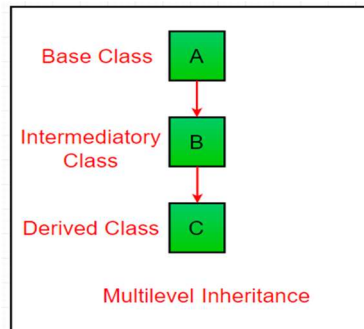 Base Class
A
Intermediatory
Class
B
Derived Class
C
Multilevel Inheritance